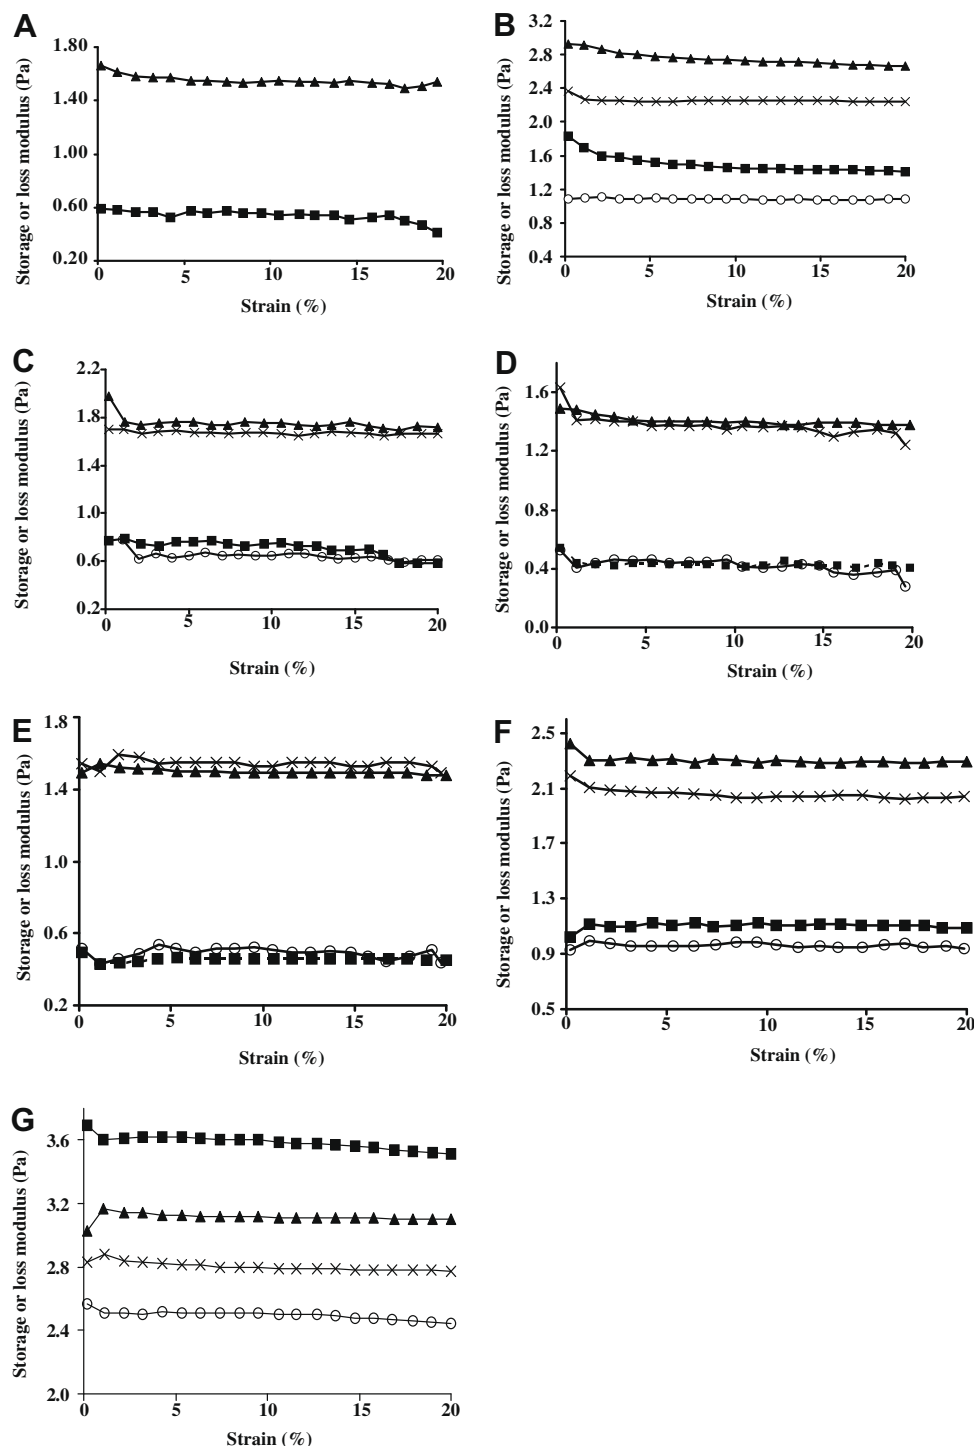 A
Storage or loss modulus (Pa)
1.80
1.40
1.00
0.60
0.20
0 5 10 15 20
Strain (%)
B
Storage or loss modulus (Pa)
3.2
2.8
2.4
2.0
1.6
1.2
0.4
0 5 10 15 20
Strain (%)
C
Storage or loss modulus (Pa)
2.2
1.8
1.4
1.0
0.6
0.2
0 5 10 15 20
Strain (%)
D
Storage or loss modulus (Pa)
1.6
1.2
0.8
0.4
0.0
0 5 10 15 20
Strain (%)
E
Storage or loss modulus (Pa)
1.8
1.4
1.0
0.6
0.2
0 5 10 15 20
Strain (%)
F
Storage or loss modulus (Pa)
2.5
2.1
1.7
1.3
0.9
0.5
0 5 10 15 20
Strain (%)
G
Storage or loss modulus (Pa)
3.6
3.2
2.8
2.4
2.0
0 5 10 15 20
Strain (%)